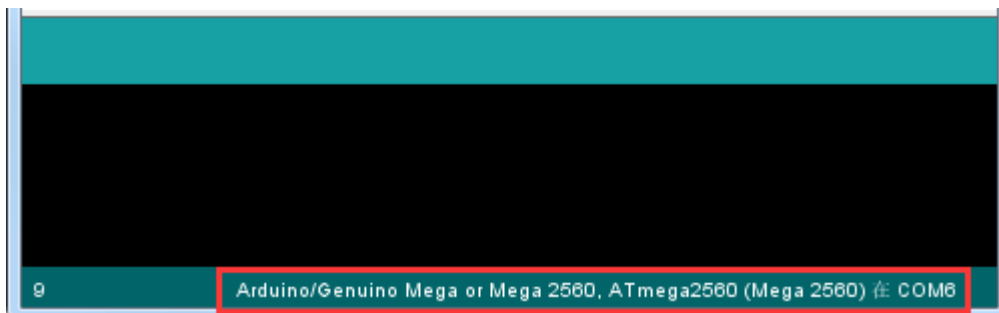 9 Arduino/Genuino Mega or Mega 2560, ATmega2560 (Mega 2560) 在 COM6